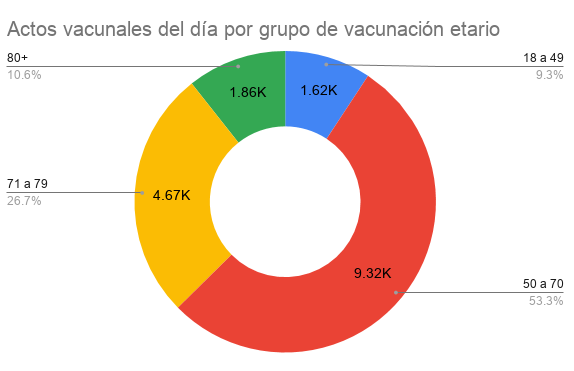 Actos vacunales del día por grupo de vacunación etario
80+
10.6%
18 a 49
9.3%
1.86K
1.62K
71 a 79
26.7%
4.67K
9.32K
50 a 70
53.3%